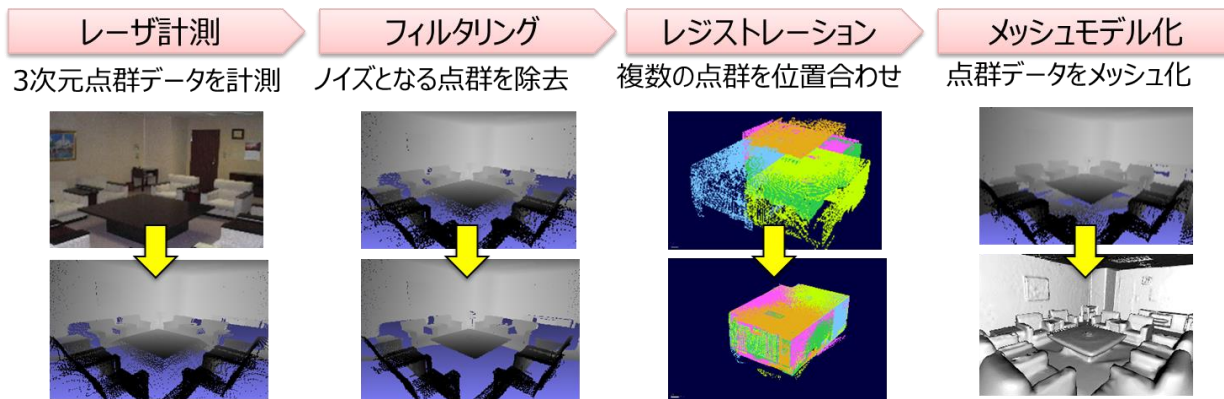 レーザ計測
フィルタリング
レジストレーション
メッシュモデル化
3次元点群データを計測
ノイズとなる点群を除去
複数の点群を位置合わせ
点群データをメッシュ化